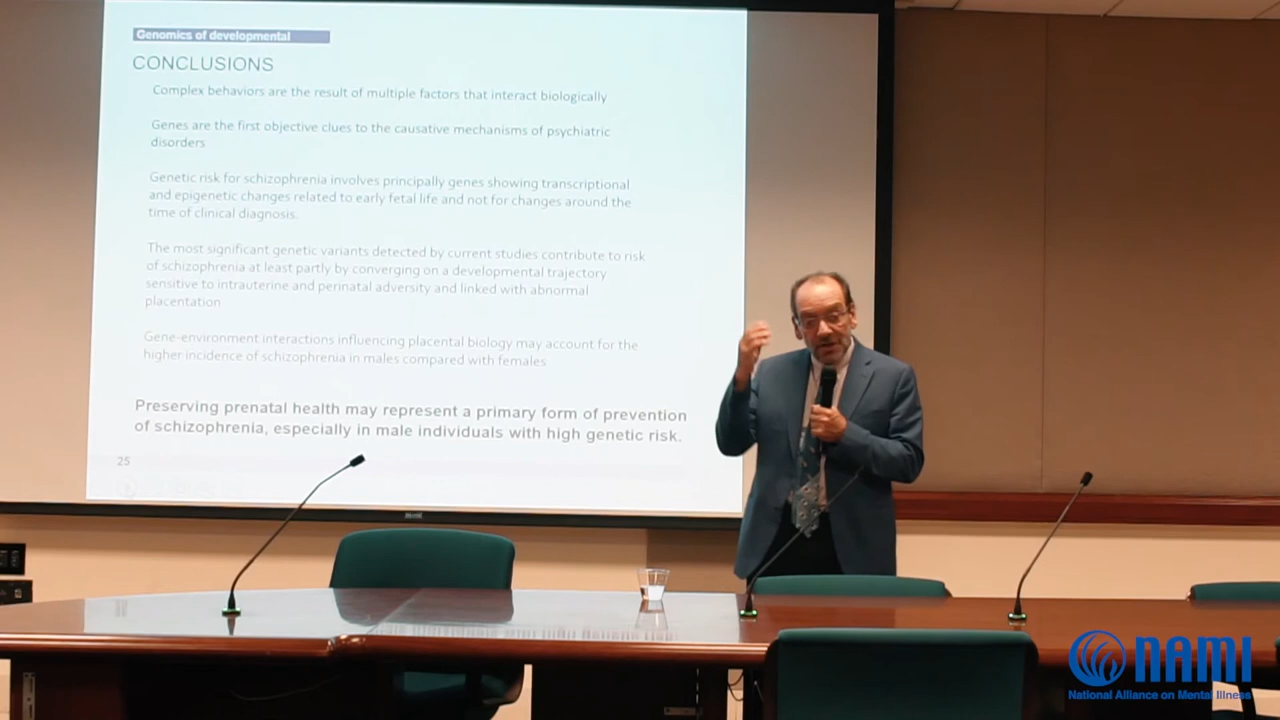 Genomics of developmental
CONCLUSIONS
Complex behaviors are the result of multiple factors that interact biologically
Genes are the first objective clues to the causative mechanisms of psychiatric
disorders
Genetic risk for schizophrenia involves principally genes showing transcriptional
and epigenetic changes related to early fetal life and not for changes around the
time of clinical diagnosis.
The most significant genetic variants detected by current studies contribute to risk
of schizophrenia at least partly by converging on a developmental trajectory
sensitive to intrauterine and perinatal adversity and linked with abnormal
placentation
Gene-environment interactions influencing placental biology may account for the
higher incidence of schizophrenia in males compared with females
Preserving prenatal health may represent a primary form of prevention
of schizophrenia, especially in male individuals with high genetic risk.
25
NAMI
National Alliance on Mental Illness